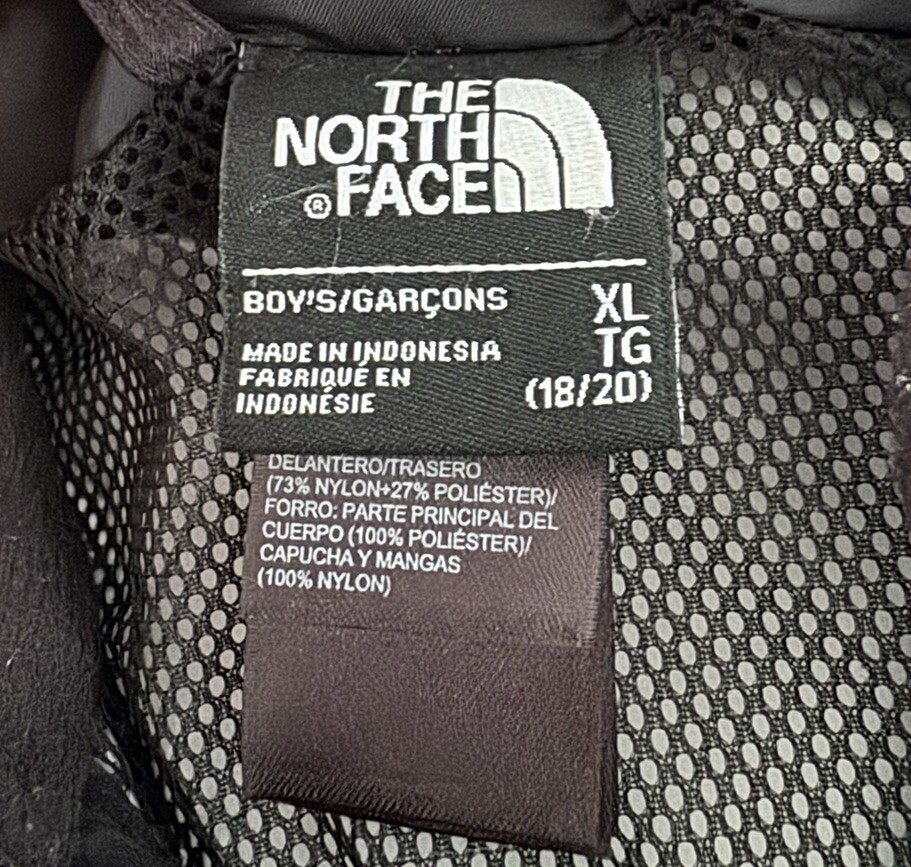 THE
NORTH
®FACE
BOY'S/GARÇONS
XL
TG
(18/20)
MADE IN INDONESIA
FABRIQUÉ EN
INDONÉSIE
DELANTERO/TRASERO
(73% NYLON+27% POLIÉSTER)/
FORRO: PARTE PRINCIPAL DEL
CUERPO (100% POLIÉSTER)/
CAPUCHA Y MANGAS
(100% NYLON)